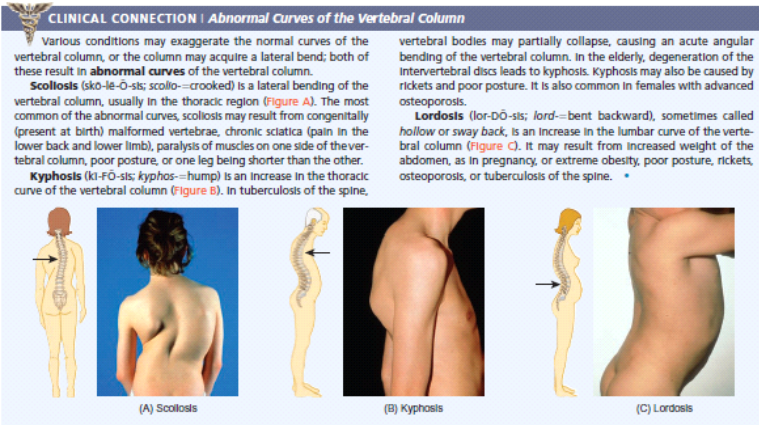 CLINICAL CONNECTION | Abnormal Curves of the Vertebral Column
Various conditions may exaggerate the normal curves of the
vertebral column, or the column may acquire a lateral bend; both of
these result in abnormal curves of the vertebral column.
Scoliosis (skō-lē-Ō-sis; scolio-=crooked) is a lateral bending of the
vertebral column, usually in the thoracic region (Figure A). The most
common of the abnormal curves, scoliosis may result from congenitally
(present at birth) malformed vertebrae, chronic sciatica (pain in the
lower back and lower limb), paralysis of muscles on one side of the ver-
tebral column, poor posture, or one leg being shorter than the other.
Kyphosis (kī-FŌ-sis; kyphos-=hump) is an increase in the thoracic
curve of the vertebral column (Figure B). In tuberculosis of the spine,
vertebral bodies may partially collapse, causing an acute angular
bending of the vertebral column. In the elderly, degeneration of the
intervertebral discs leads to kyphosis. Kyphosis may also be caused by
rickets and poor posture. It is also common in females with advanced
osteoporosis.
Lordosis (lor-DŌ-sis; lord-=bent backward), sometimes called
hollow or sway back, is an increase in the lumbar curve of the verte-
bral column (Figure C). It may result from increased weight of the
abdomen, as in pregnancy, or extreme obesity, poor posture, rickets,
osteoporosis, or tuberculosis of the spine. •
(A) Scoliosis
(B) Kyphosis
(C) Lordosis